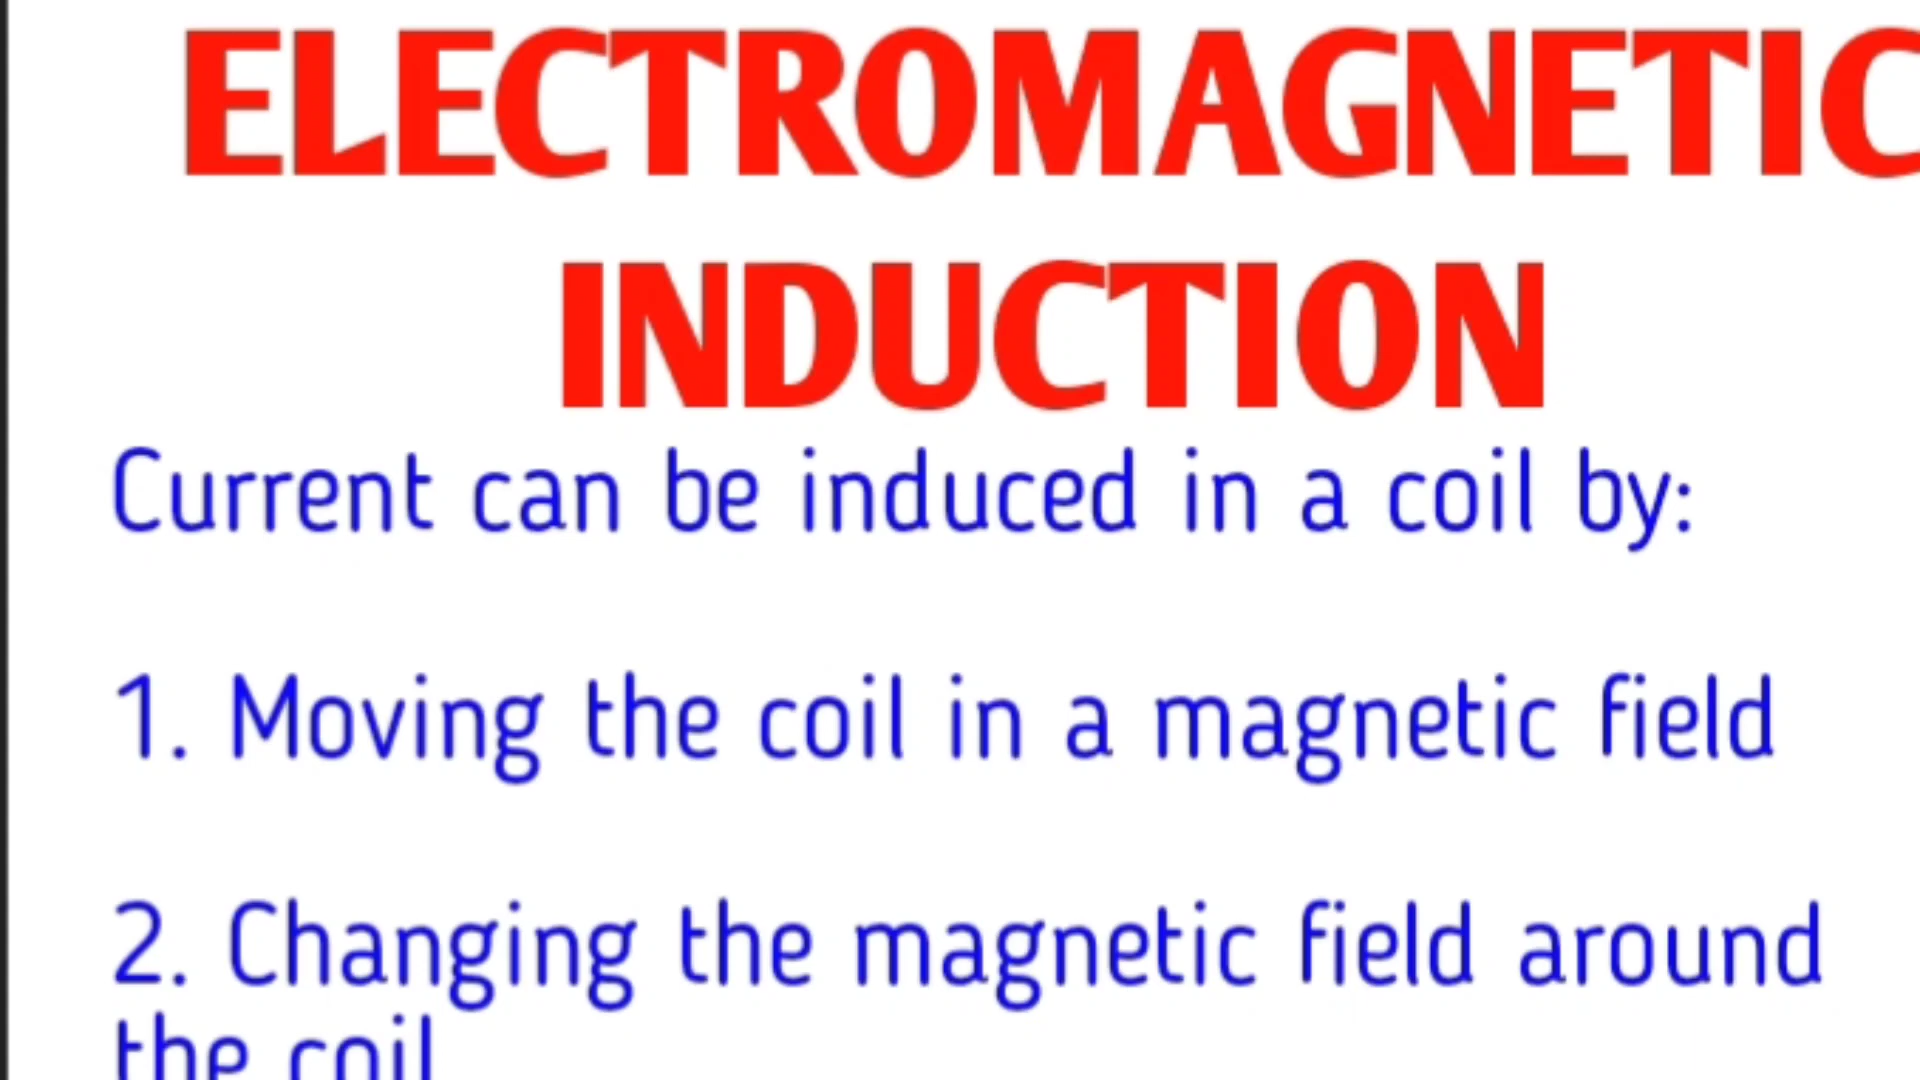 ELECTROMAGNETIC
INDUCTION
Current can be induced in a coil by:
1. Moving the coil in a magnetic field
2. Changing the magnetic field around
the coil